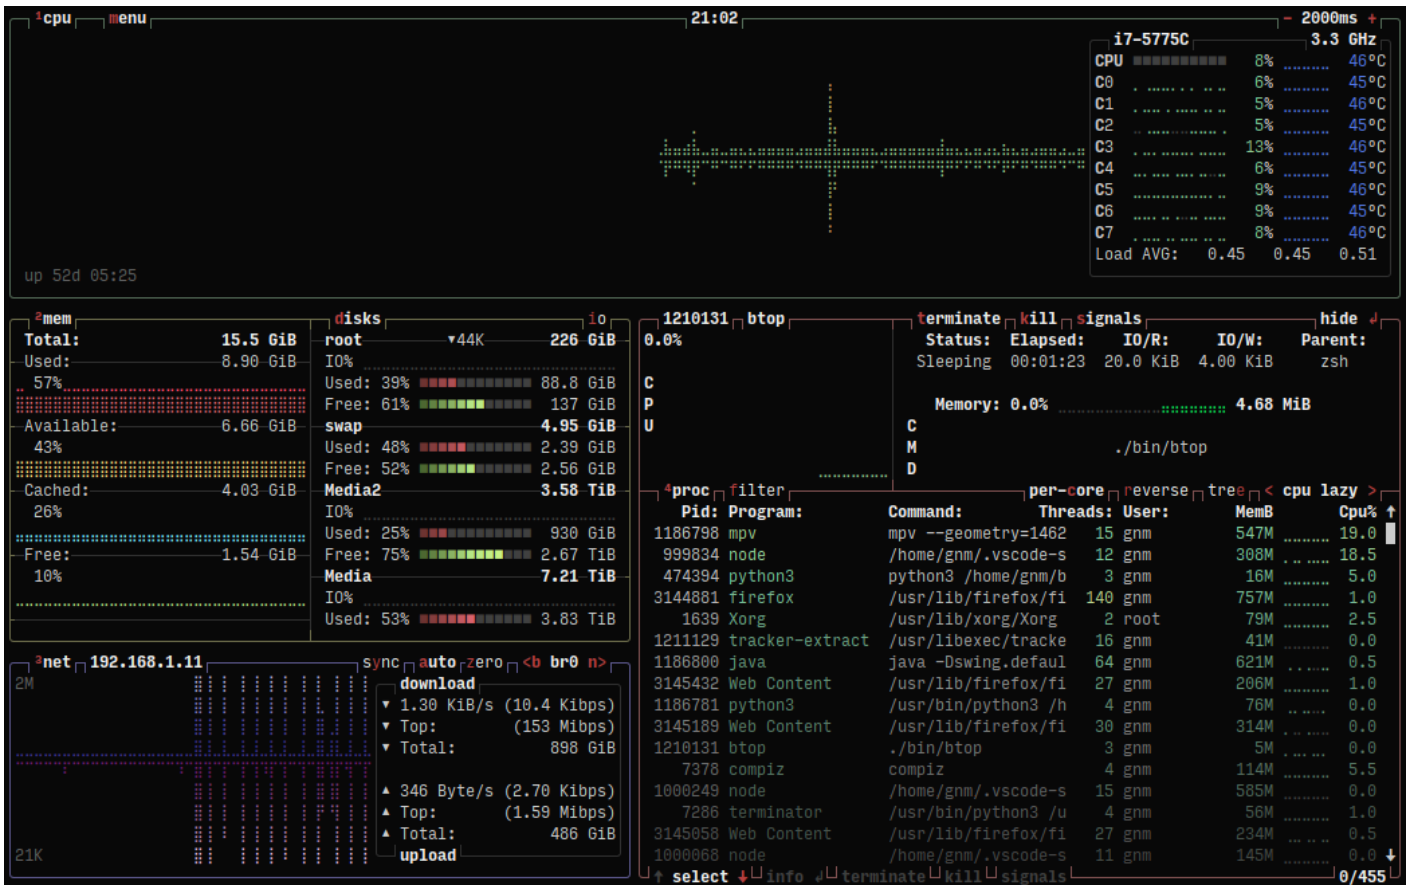 ¹cpu menu 21:02 - 2000ms +
i7-5775C 3.3 GHz
CPU 8% 46°C
C0 6% 45°C
C1 5% 46°C
C2 5% 45°C
C3 13% 46°C
C4 6% 45°C
C5 9% 46°C
C6 9% 45°C
C7 8% 46°C
Load AVG: 0.45 0.45 0.51
up 52d 05:25
²mem
Total: 15.5 GiB
Used: 8.90 GiB
57%
Available: 6.66 GiB
43%
Cached: 4.03 GiB
26%
Free: 1.54 GiB
10%
disks io
root ▼44K 226 GiB
IO%
Used: 39% 88.8 GiB
Free: 61% 137 GiB
swap 4.95 GiB
Used: 48% 2.39 GiB
Free: 52% 2.56 GiB
Media2 3.58 TiB
IO%
Used: 25% 930 GiB
Free: 75% 2.67 TiB
Media 7.21 TiB
IO%
Used: 53% 3.83 TiB
³net 192.168.1.11 sync auto zero <b br0 n>
2M
21K
download
▼ 1.30 KiB/s (10.4 Kibps)
▼ Top: (153 Mibps)
▼ Total: 898 GiB
▲ 346 Byte/s (2.70 Kibps)
▲ Top: (1.59 Mibps)
▲ Total: 486 GiB
upload
1210131 btop terminate kill signals hide ↲
0.0%
CPU
Status: Elapsed: IO/R: IO/W: Parent:
Sleeping 00:01:23 20.0 KiB 4.00 KiB zsh
Memory: 0.0% 4.68 MiB
CMD
./bin/btop
⁴proc filter per-core reverse tree < cpu lazy >
Pid: Program: Command: Threads: User: MemB Cpu% ↑
1186798 mpv mpv --geometry=1462 15 gnm 547M 19.0
999834 node /home/gnm/.vscode-s 12 gnm 308M 18.5
474394 python3 python3 /home/gnm/b 3 gnm 16M 5.0
3144881 firefox /usr/lib/firefox/fi 140 gnm 757M 1.0
1639 Xorg /usr/lib/xorg/Xorg 2 root 79M 2.5
1211129 tracker-extract /usr/libexec/tracke 16 gnm 41M 0.0
1186800 java java -Dswing.defaul 64 gnm 621M 0.5
3145432 Web Content /usr/lib/firefox/fi 27 gnm 206M 1.0
1186781 python3 /usr/bin/python3 /h 4 gnm 76M 0.0
3145189 Web Content /usr/lib/firefox/fi 30 gnm 314M 0.0
1210131 btop ./bin/btop 3 gnm 5M 0.0
7378 compiz compiz 4 gnm 114M 5.5
1000249 node /home/gnm/.vscode-s 15 gnm 585M 0.0
7286 terminator /usr/bin/python3 /u 4 gnm 56M 1.0
3145058 Web Content /usr/lib/firefox/fi 27 gnm 234M 0.5
1000068 node /home/gnm/.vscode-s 11 gnm 145M 0.0 ↓
↑ select ↓ info ↲ terminate kill signals 0/455